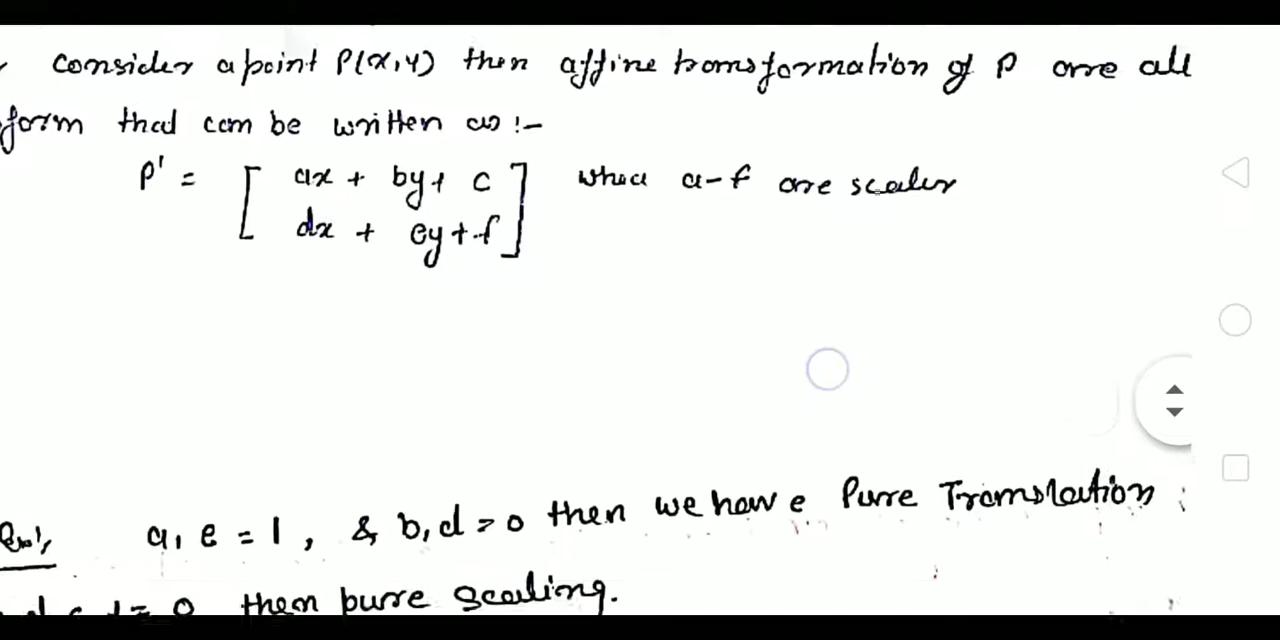 consider a point P(x,y) then affine transformation of P are all
form that can be written as :-
P' = [ ax + by + c ] where a-f are scaler
[ dx + ey + f ]
a, e = 1, & b, d = 0 then we have Pure Translation
= 0 then pure scaling.